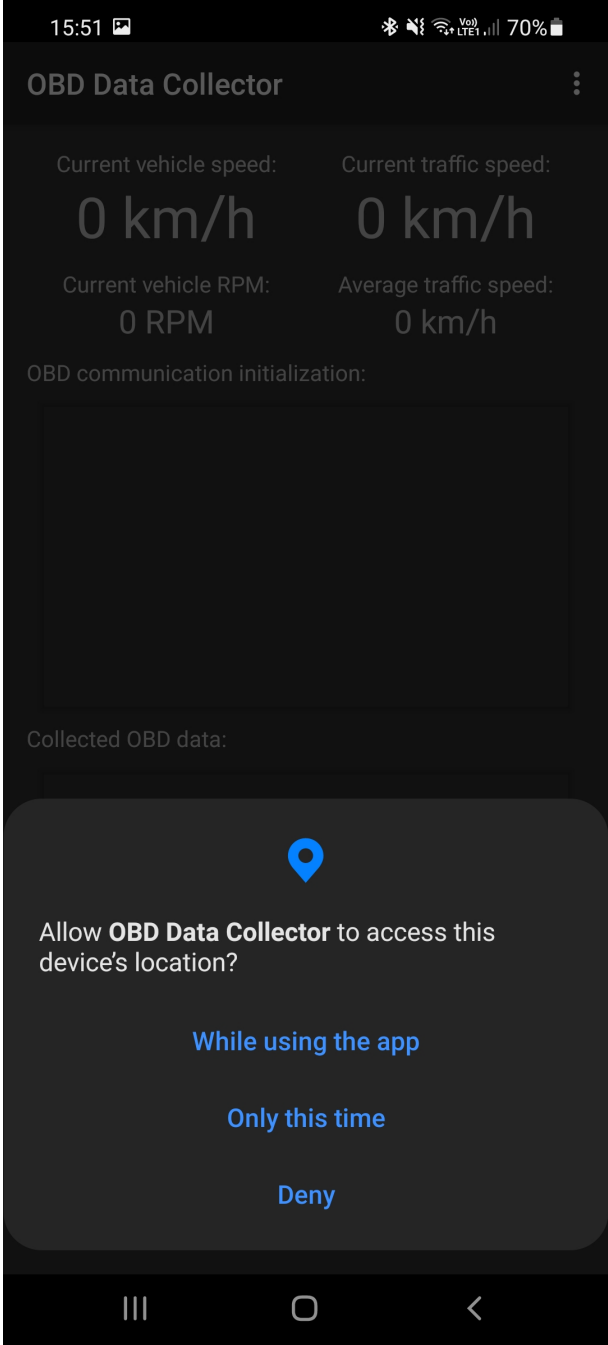 15:51 Vo)) LTE1 70%
OBD Data Collector
Current vehicle speed: Current traffic speed:
0 km/h 0 km/h
Current vehicle RPM: Average traffic speed:
0 RPM 0 km/h
OBD communication initialization:
Collected OBD data:
Allow OBD Data Collector to access this
device's location?
While using the app
Only this time
Deny